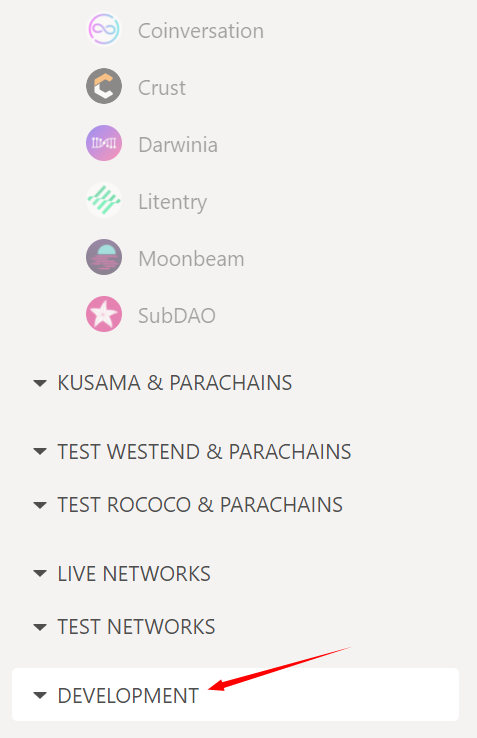 Coinversation
Crust
Darwinia
Litentry
Moonbeam
SubDAO
KUSAMA & PARACHAINS
TEST WESTEND & PARACHAINS
TEST ROCOCO & PARACHAINS
LIVE NETWORKS
TEST NETWORKS
DEVELOPMENT